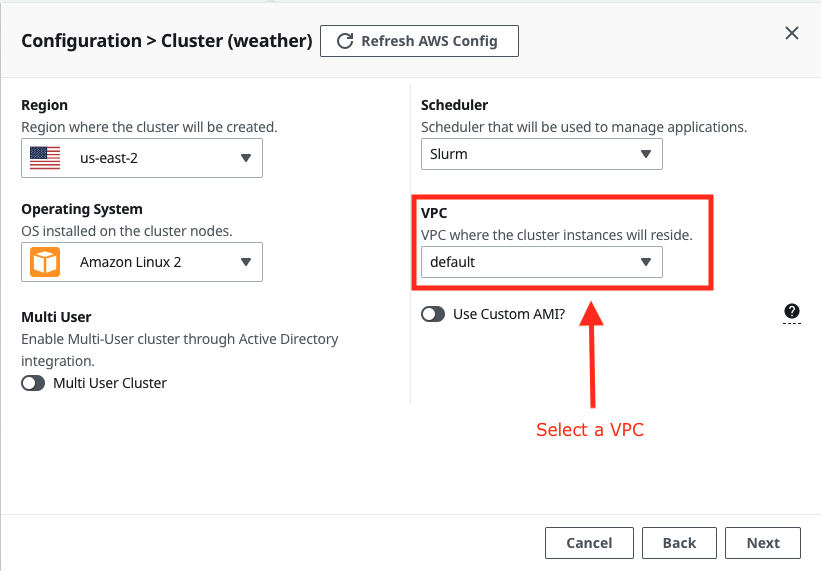 Configuration > Cluster (weather)
Refresh AWS Config
Region
Region where the cluster will be created.
us-east-2
Operating System
OS installed on the cluster nodes.
Amazon Linux 2
Multi User
Enable Multi-User cluster through Active Directory
integration.
Multi User Cluster
Scheduler
Scheduler that will be used to manage applications.
Slurm
VPC
VPC where the cluster instances will reside.
default
Use Custom AMI?
?
Select a VPC
Cancel
Back
Next